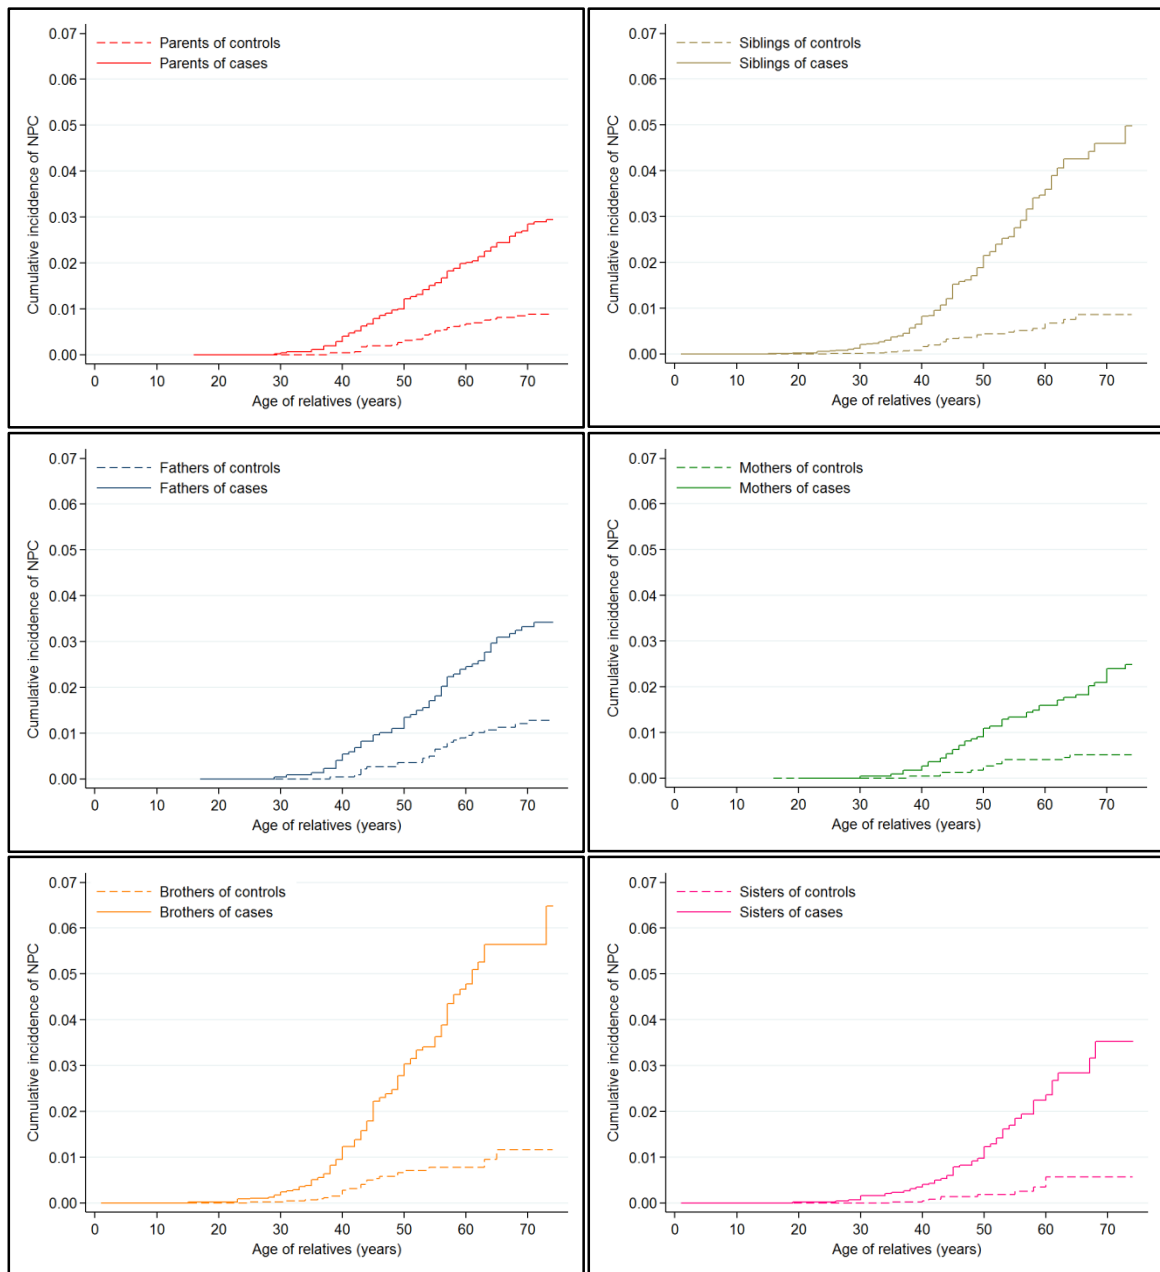 0.07
Parents of controls
Parents of cases
0.06
0.05
0.04
0.03
0.02
0.01
0.00
Cumulative inciddence of NPC
0 10 20 30 40 50 60 70
Age of relatives (years)
0.07
Siblings of controls
Siblings of cases
0.06
0.05
0.04
0.03
0.02
0.01
0.00
Cumulative inciddence of NPC
0 10 20 30 40 50 60 70
Age of relatives (years)
0.07
Fathers of controls
Fathers of cases
0.06
0.05
0.04
0.03
0.02
0.01
0.00
Cumulative inciddence of NPC
0 10 20 30 40 50 60 70
Age of relatives (years)
0.07
Mothers of controls
Mothers of cases
0.06
0.05
0.04
0.03
0.02
0.01
0.00
Cumulative inciddence of NPC
0 10 20 30 40 50 60 70
Age of relatives (years)
0.07
Brothers of controls
Brothers of cases
0.06
0.05
0.04
0.03
0.02
0.01
0.00
Cumulative inciddence of NPC
0 10 20 30 40 50 60 70
Age of relatives (years)
0.07
Sisters of controls
Sisters of cases
0.06
0.05
0.04
0.03
0.02
0.01
0.00
Cumulative inciddence of NPC
0 10 20 30 40 50 60 70
Age of relatives (years)